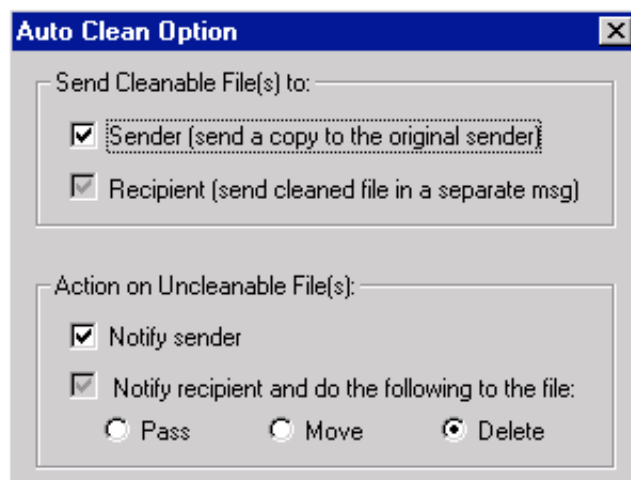 Auto Clean Option
Send Cleanable File(s) to:
Sender (send a copy to the original sender)
Recipient (send cleaned file in a separate msg)
Action on Uncleanable File(s):
Notify sender
Notify recipient and do the following to the file:
Pass Move Delete